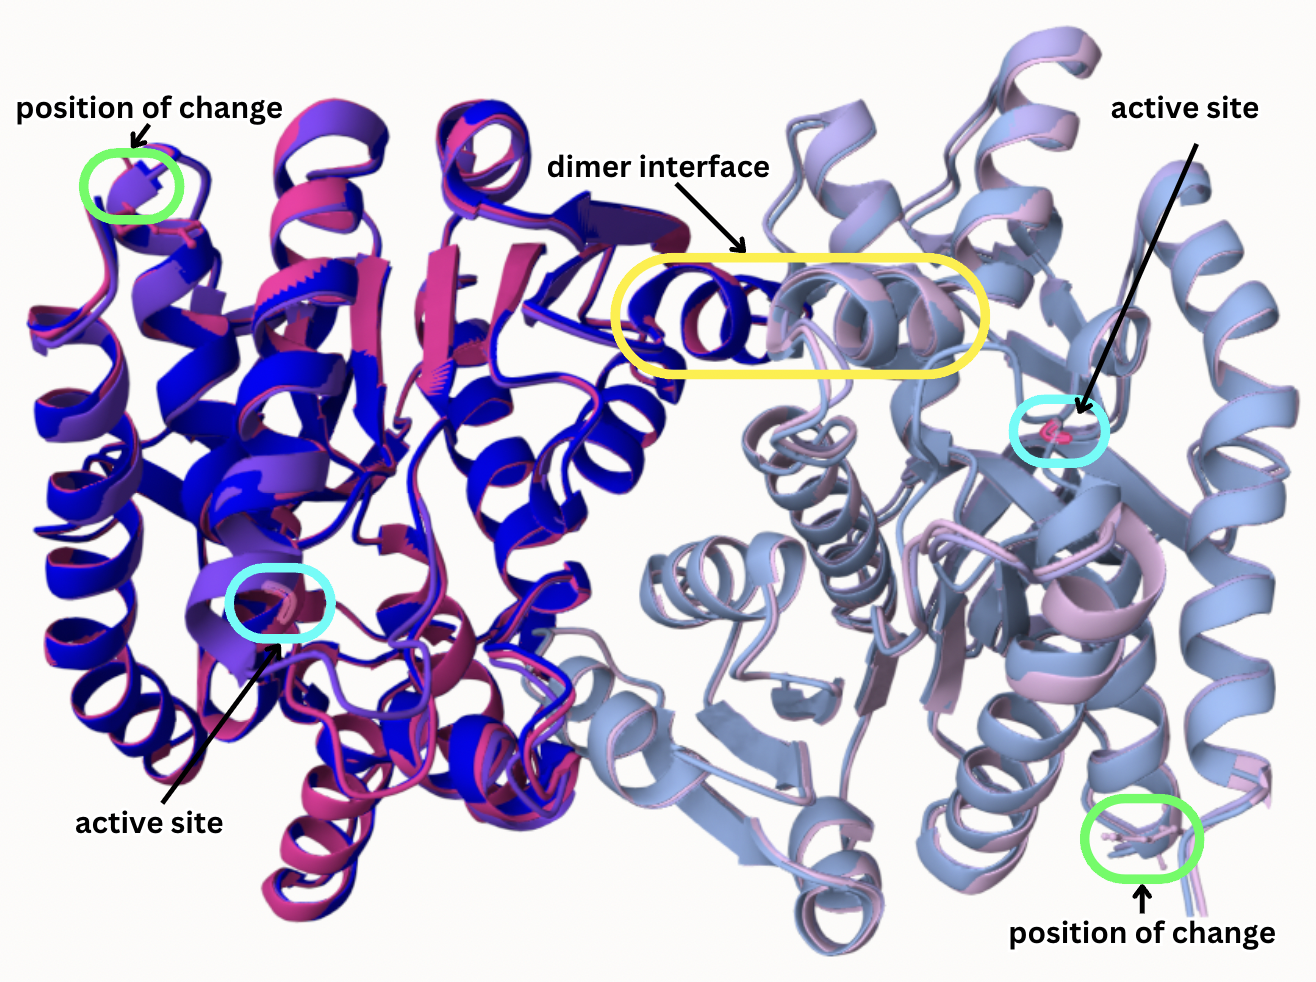 position of change
active site
dimer interface
active site
position of change